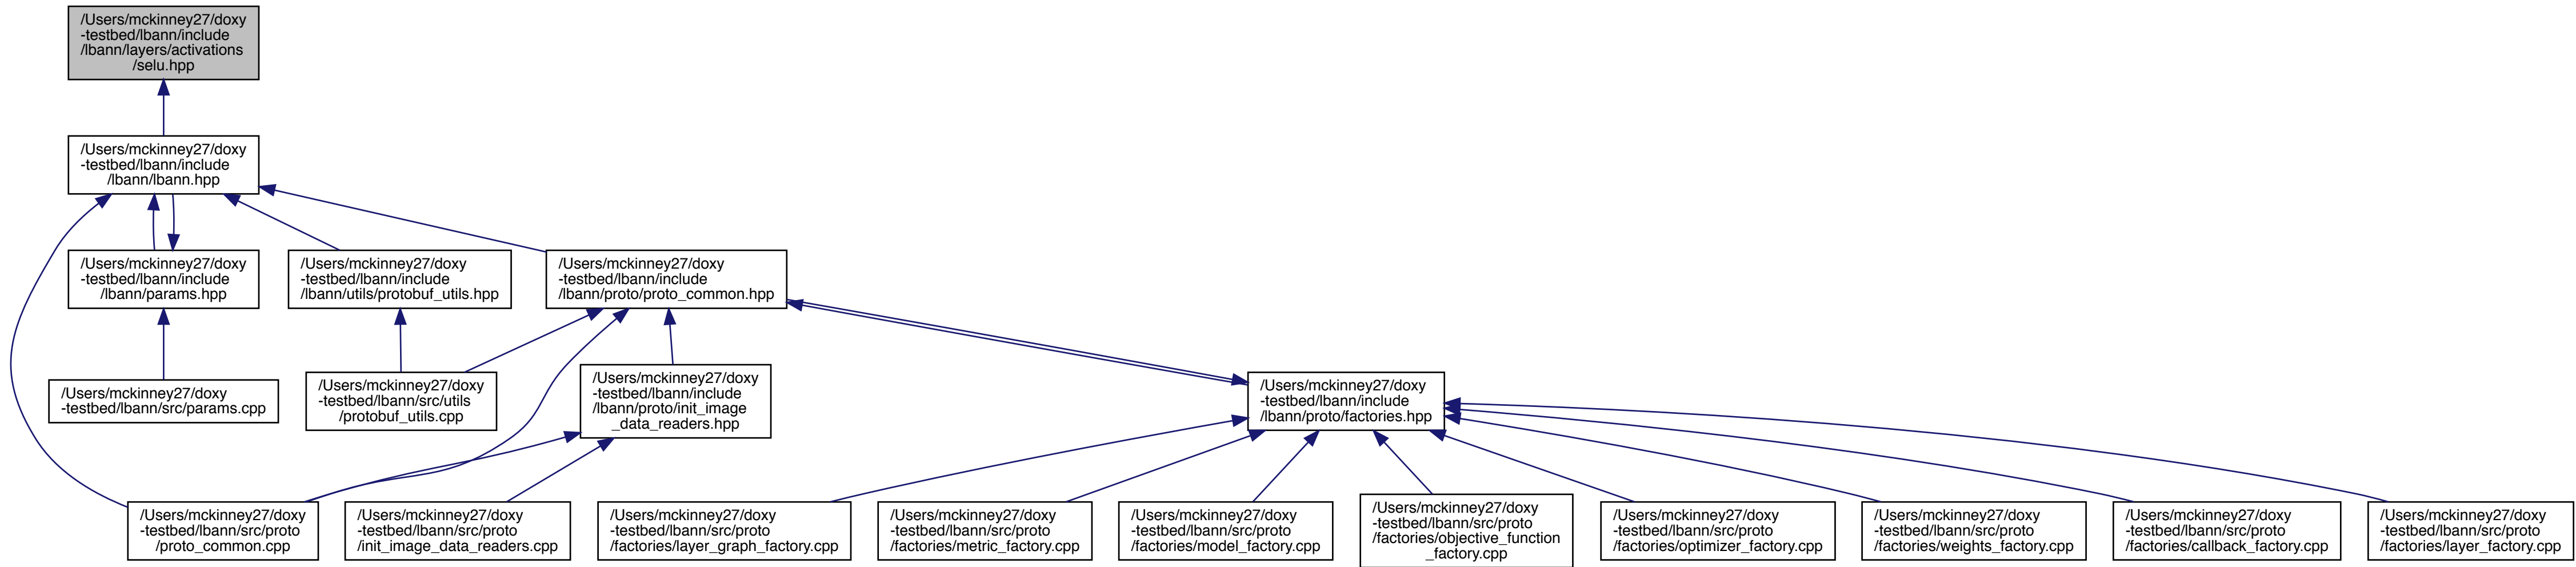 /Users/mckinney27/doxy
-testbed/lbann/include
/lbann/layers/activations
/selu.hpp
/Users/mckinney27/doxy
-testbed/lbann/include
/lbann/lbann.hpp
/Users/mckinney27/doxy
-testbed/lbann/include
/lbann/params.hpp
/Users/mckinney27/doxy
-testbed/lbann/include
/lbann/utils/protobuf_utils.hpp
/Users/mckinney27/doxy
-testbed/lbann/include
/lbann/proto/proto_common.hpp
/Users/mckinney27/doxy
-testbed/lbann/src/params.cpp
/Users/mckinney27/doxy
-testbed/lbann/src/utils
/protobuf_utils.cpp
/Users/mckinney27/doxy
-testbed/lbann/include
/lbann/proto/init_image
_data_readers.hpp
/Users/mckinney27/doxy
-testbed/lbann/include
/lbann/proto/factories.hpp
/Users/mckinney27/doxy
-testbed/lbann/src/proto
/proto_common.cpp
/Users/mckinney27/doxy
-testbed/lbann/src/proto
/init_image_data_readers.cpp
/Users/mckinney27/doxy
-testbed/lbann/src/proto
/factories/layer_graph_factory.cpp
/Users/mckinney27/doxy
-testbed/lbann/src/proto
/factories/metric_factory.cpp
/Users/mckinney27/doxy
-testbed/lbann/src/proto
/factories/model_factory.cpp
/Users/mckinney27/doxy
-testbed/lbann/src/proto
/factories/objective_function
_factory.cpp
/Users/mckinney27/doxy
-testbed/lbann/src/proto
/factories/optimizer_factory.cpp
/Users/mckinney27/doxy
-testbed/lbann/src/proto
/factories/weights_factory.cpp
/Users/mckinney27/doxy
-testbed/lbann/src/proto
/factories/callback_factory.cpp
/Users/mckinney27/doxy
-testbed/lbann/src/proto
/factories/layer_factory.cpp